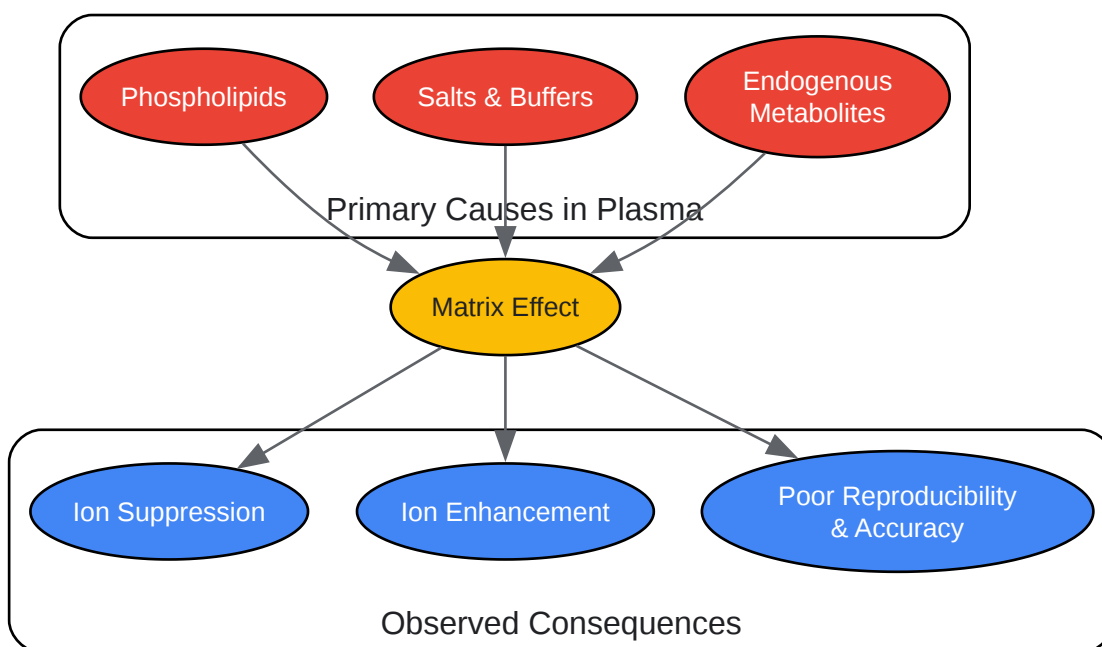 Phospholipids
Salts & Buffers
Endogenous
Metabolites
Primary Causes in Plasma
Matrix Effect
Ion Suppression
Ion Enhancement
Poor Reproducibility
& Accuracy
Observed Consequences